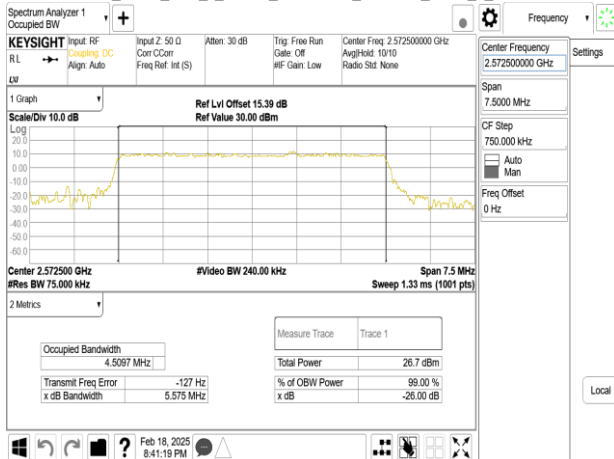 Spectrum Analyzer 1
Occupied BW
+
Frequency
KEYSIGHT
RL
LXI
Input: RF
Coupling: DC
Align: Auto
Input Z: 50 Ω
Corr CCorr
Freq Ref: Int (S)
Atten: 30 dB
Trig: Free Run
Gate: Off
#IF Gain: Low
Center Freq: 2.572500000 GHz
Avg|Hold: 10/10
Radio Std: None
Center Frequency
2.572500000 GHz
Settings
Span
7.5000 MHz
CF Step
750.000 kHz
Auto
Man
Freq Offset
0 Hz
1 Graph
Scale/Div 10.0 dB
Ref Lvl Offset 15.39 dB
Ref Value 30.00 dBm
Log
20.0
10.0
0.00
-10.0
-20.0
-30.0
-40.0
-50.0
-60.0
Center 2.572500 GHz
#Res BW 75.000 kHz
#Video BW 240.00 kHz
Span 7.5 MHz
Sweep 1.33 ms (1001 pts)
2 Metrics
Measure Trace Trace 1
Occupied Bandwidth
4.5097 MHz
Total Power 26.7 dBm
Transmit Freq Error -127 Hz
% of OBW Power 99.00 %
x dB Bandwidth 5.575 MHz
x dB -26.00 dB
Local
?
Feb 18, 2025
8:41:19 PM